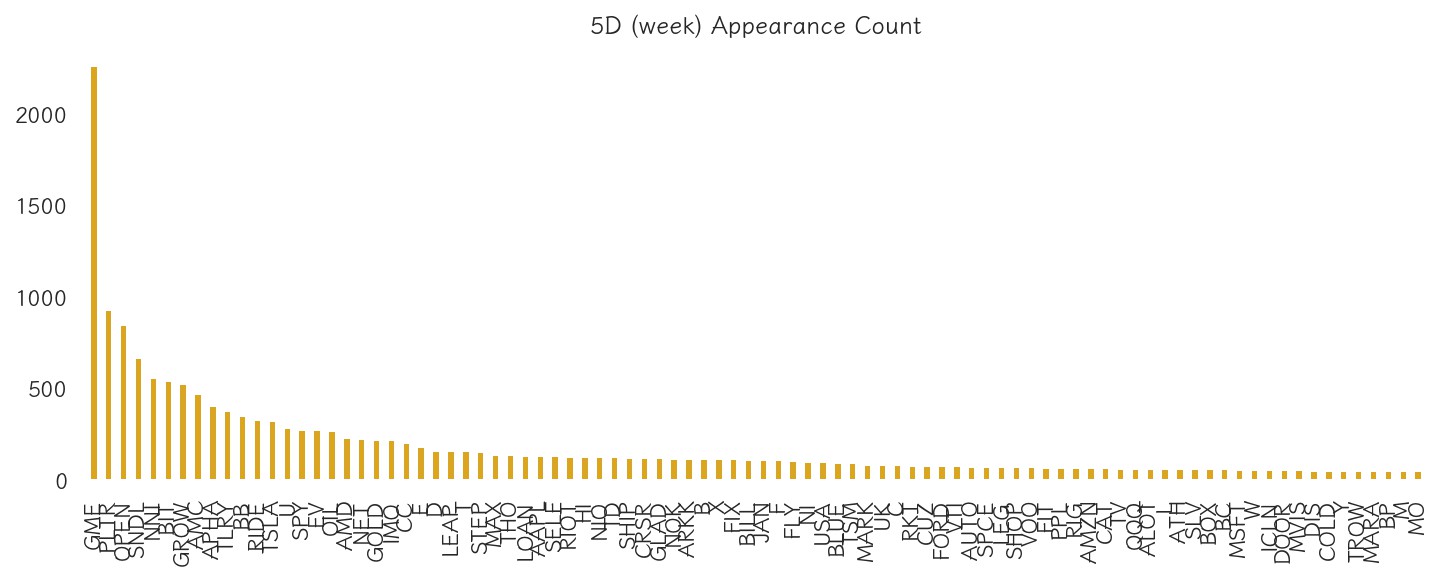 5D (week) Appearance Count
2000
1500
1000
500
0
GME
PLTR
OPEN
SNDL
NNI
BIT
GROW
AMC
APHA
TLRY
BB
RIDE
TSLA
U
SPY
EV
OIL
AMD
NET
GOLD
IMO
CC
E
D
LEAP
T
STEP
MAX
THO
LOAN
AAPL
SELF
RIOT
HI
NIO
TD
SHIP
CRSR
GLAD
NOK
ARKK
B
X
FIX
BILL
JAN
F
FLY
NI
USA
BLUE
TSM
MARK
UK
C
RKT
CIIZ
FORD
VTI
AUTO
SPCE
LEG
SHOP
VOO
FIT
PPL
RIG
AMZN
CAT
TV
QQQ
ALOT
L
ATH
SLV
BOX
BC
MSFT
W
ICLN
DOOR
MVIS
DIS
COLD
Y
TROW
MARA
BP
M
MO